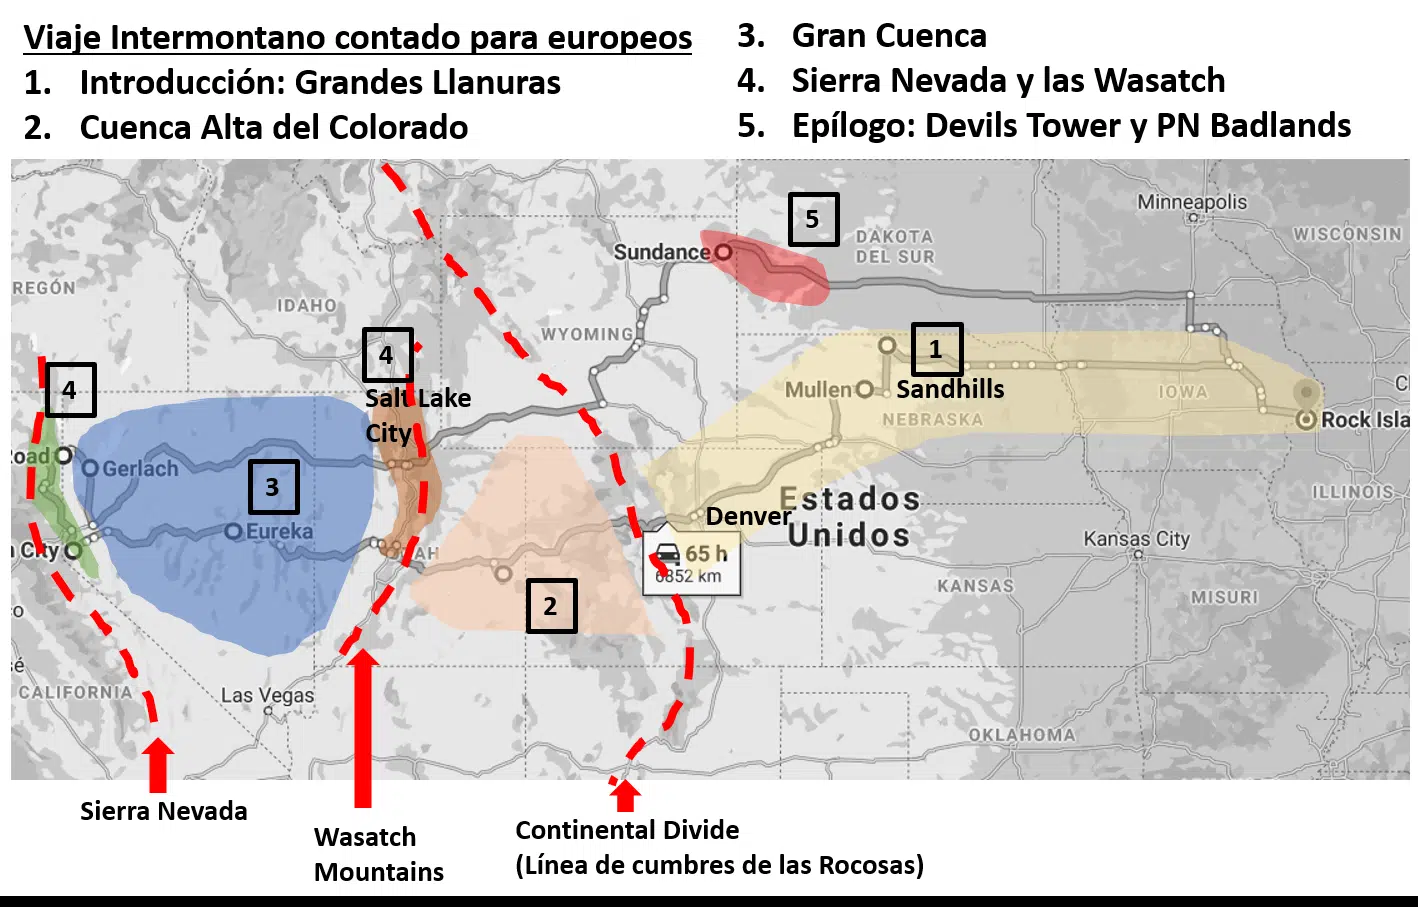 Viaje Intermontano contado para europeos
1. Introducción: Grandes Llanuras
2. Cuenca Alta del Colorado
3. Gran Cuenca
4. Sierra Nevada y las Wasatch
5. Epílogo: Devils Tower y PN Badlands
Minneapolis
5
WISCONSIN
DAKOTA
DEL SUR
Sundance
REGÓN
IDAHO
WYOMING
4
1
4
Mullen
Sandhills
IOWA
Salt Lake
City
NEBRASKA
Rock Isla
oad
Gerlach
3
Estados
Unidos
ILLINOIS
Denver
Eureka
City
AH
65 h
6852 km
Kansas City
2
KANSAS
MISURI
CALIFORNIA
Las Vegas
OKLAHOMA
Sierra Nevada
Wasatch
Mountains
Continental Divide
(Línea de cumbres de las Rocosas)